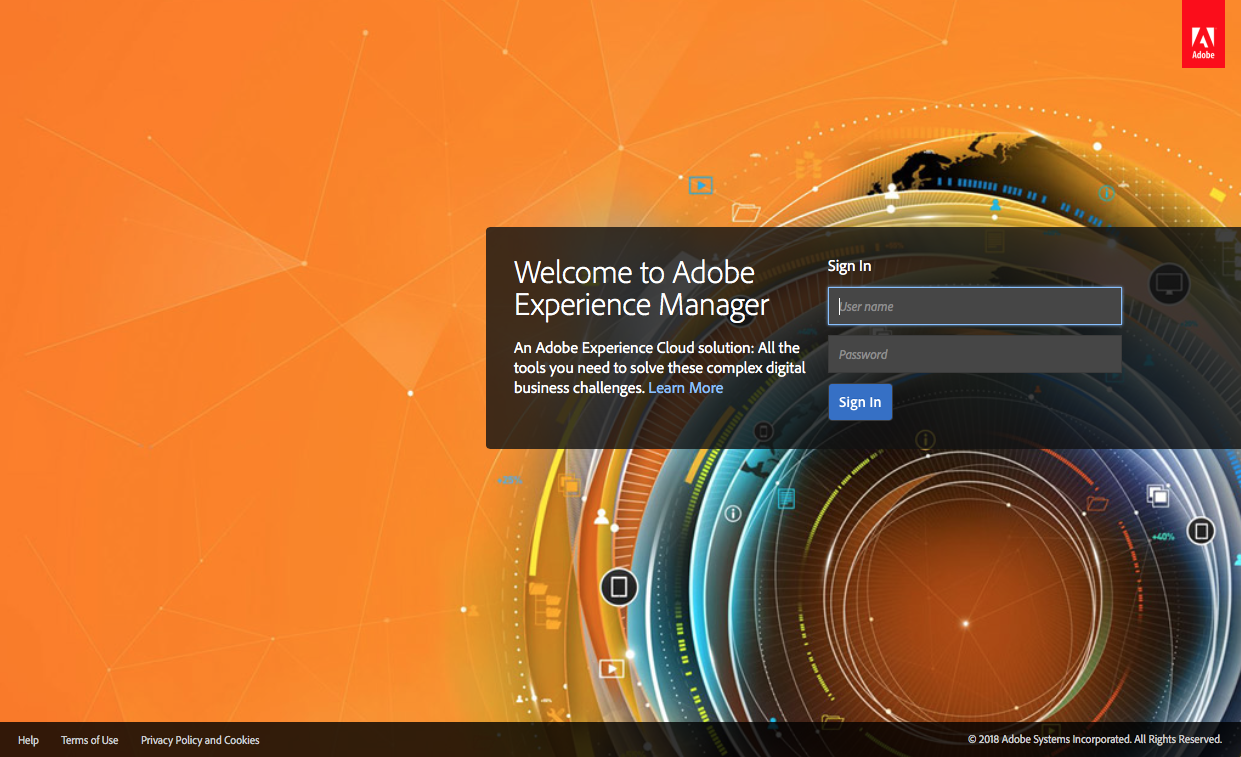 Adobe
Welcome to Adobe
Experience Manager
An Adobe Experience Cloud solution: All the
tools you need to solve these complex digital
business challenges. Learn More
Sign In
User name
Password
Sign In
+40%
Help
Terms of Use
Privacy Policy and Cookies
© 2018 Adobe Systems Incorporated. All Rights Reserved.